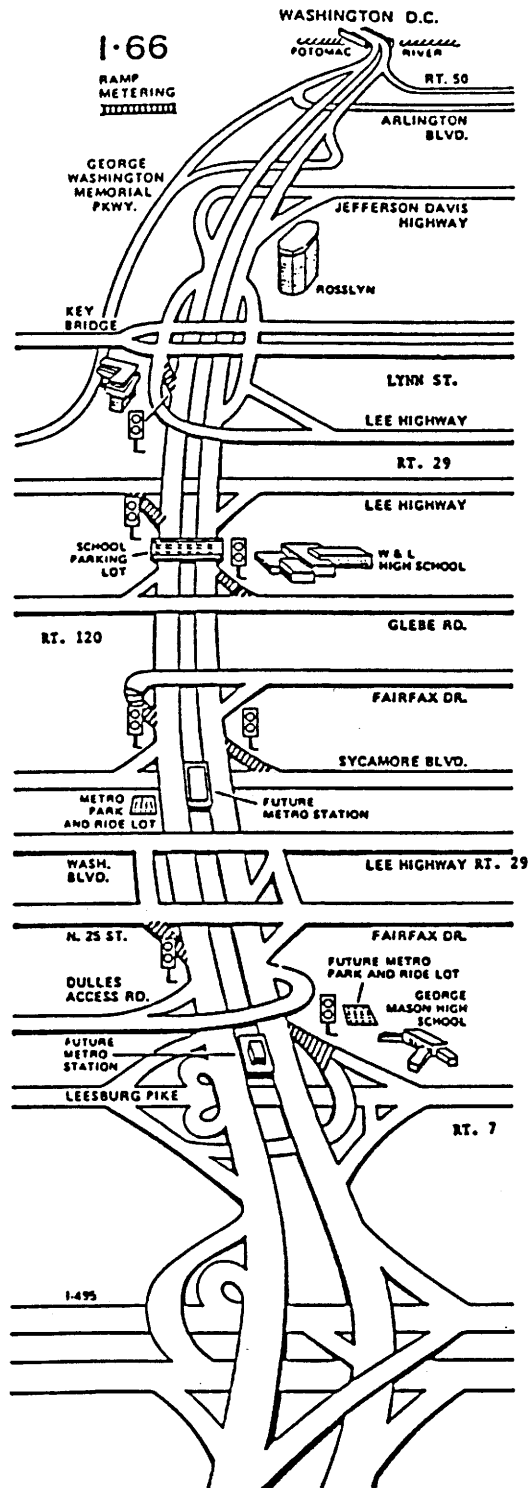 WASHINGTON D.C.
I-66
POTOMAC
RIVER
RAMP
METERING
RT. 50
ARLINGTON
BLVD.
GEORGE
WASHINGTON
MEMORIAL
PKWY.
JEFFERSON DAVIS
HIGHWAY
ROSSLYN
KEY
BRIDGE
LYNN ST.
LEE HIGHWAY
RT. 29
LEE HIGHWAY
SCHOOL
PARKING
LOT
W & L
HIGH SCHOOL
GLEBE RD.
RT. 120
FAIRFAX DR.
SYCAMORE BLVD.
METRO
PARK
AND RIDE LOT
FUTURE
METRO STATION
WASH.
BLVD.
LEE HIGHWAY RT. 29
N. 25 ST.
FAIRFAX DR.
FUTURE METRO
PARK AND RIDE LOT
DULLES
ACCESS RD.
GEORGE
MASON HIGH
SCHOOL
FUTURE
METRO
STATION
LEESBURG PIKE
RT. 7
I-495